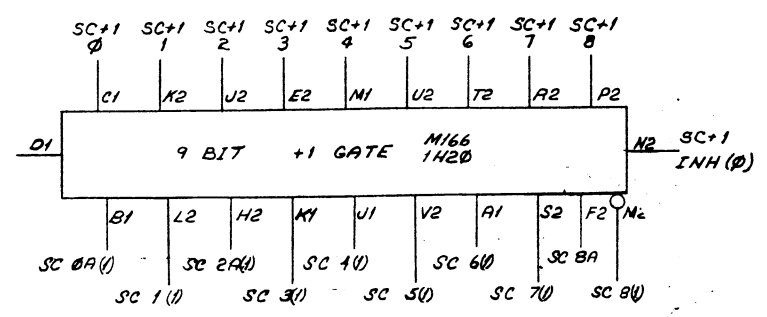 SC+1 SC+1 SC+1 SC+1 SC+1 SC+1 SC+1 SC+1 SC+1
Ø 1 2 3 4 5 6 7 8
C1 K2 J2 E2 M1 U2 T2 R2 P2
D1 9 BIT +1 GATE M166 N2 SC+1
1H2Ø INH(Ø)
B1 L2 H2 K1 J1 V2 A1 S2 F2
SC ØA(1) SC 2A(1) SC 4(1) SC 6(1) SC 8A
SC 1(1) SC 3(1) SC 5(1) SC 7(1) SC 8(1)